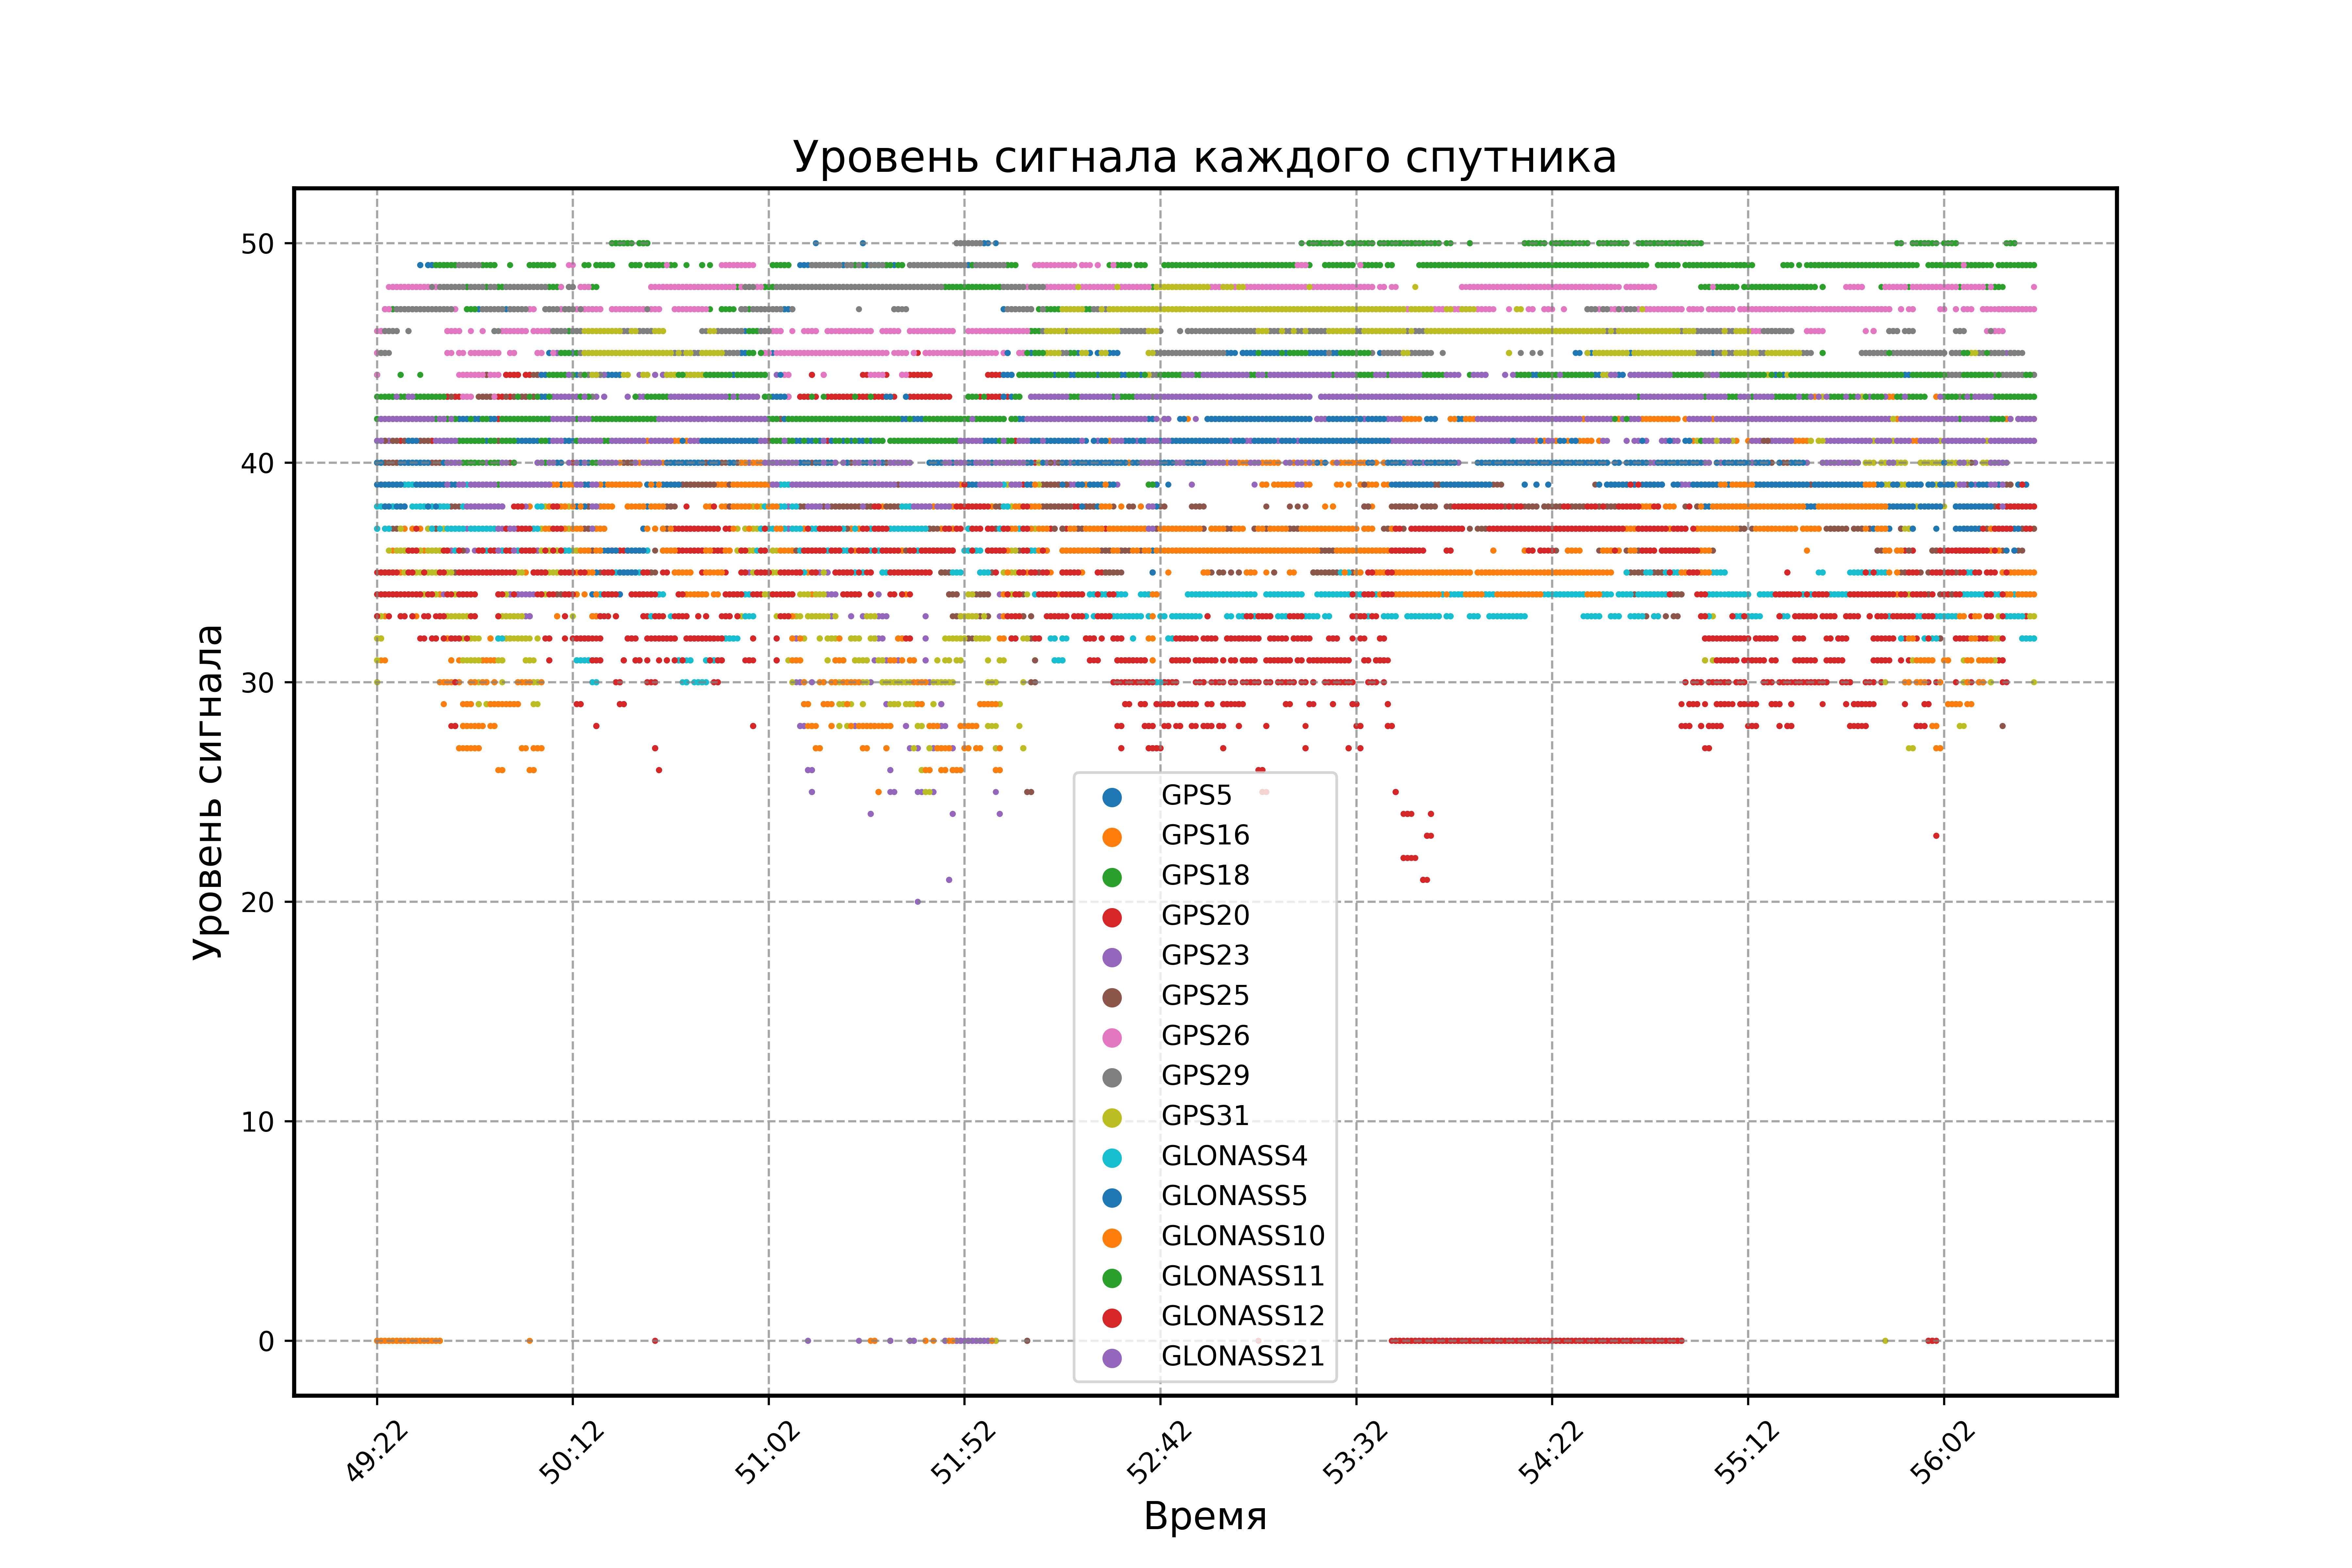 Уровень сигнала каждого спутника
Уровень сигнала
50
40
30
20
10
0
GPS5
GPS16
GPS18
GPS20
GPS23
GPS25
GPS26
GPS29
GPS31
GLONASS4
GLONASS5
GLONASS10
GLONASS11
GLONASS12
GLONASS21
49:22
50:12
51:02
51:52
52:42
53:32
54:22
55:12
56:02
Время